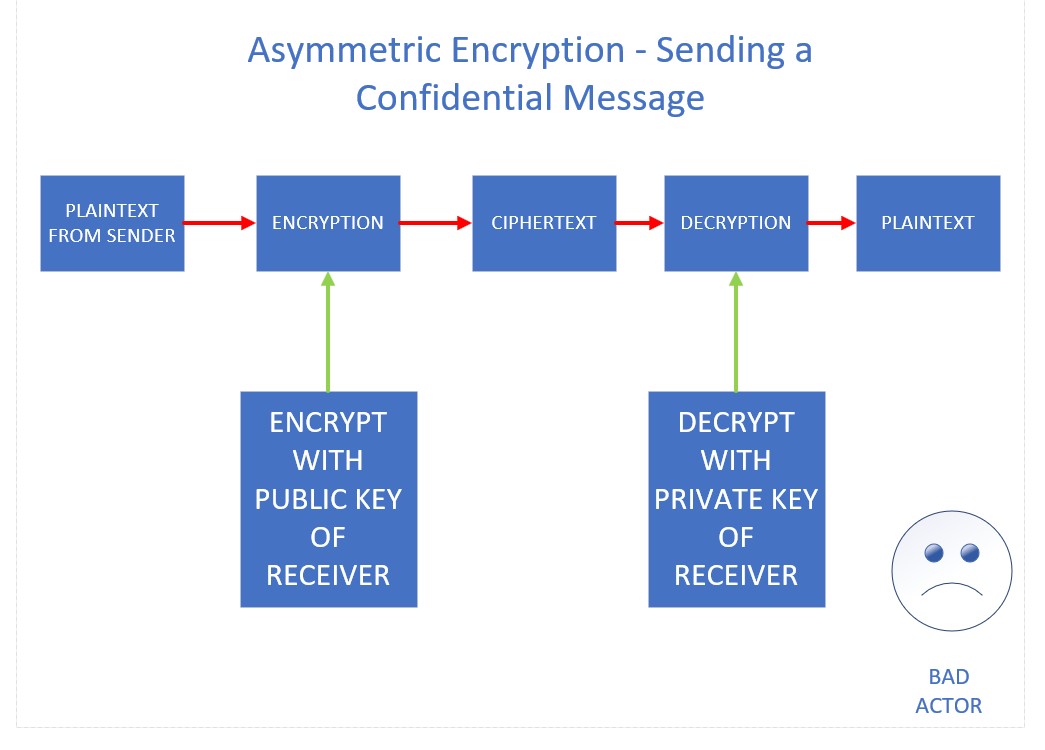 Asymmetric Encryption - Sending a
Confidential Message
PLAINTEXT
FROM SENDER
ENCRYPTION
CIPHERTEXT
DECRYPTION
PLAINTEXT
ENCRYPT
WITH
PUBLIC KEY
OF
RECEIVER
DECRYPT
WITH
PRIVATE KEY
OF
RECEIVER
BAD
ACTOR